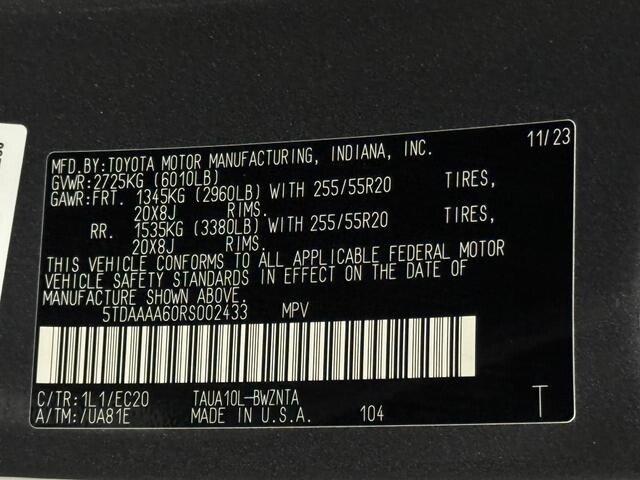 11/23
MFD.BY:TOYOTA MOTOR MANUFACTURING, INDIANA, INC.
GVWR:2725KG (6010LB)
GAWR:FRT. 1345KG (2960LB) WITH 255/55R20 TIRES,
20X8J RIMS.
RR. 1535KG (3380LB) WITH 255/55R20 TIRES,
20X8J RIMS.
THIS VEHICLE CONFORMS TO ALL APPLICABLE FEDERAL MOTOR
VEHICLE SAFETY STANDARDS IN EFFECT ON THE DATE OF
MANUFACTURE SHOWN ABOVE.
5TDAAAA60RS002433 MPV
C/TR:1L1/EC20 TAUA10L-BWZNTA
A/TM:/UA81E MADE IN U.S.A. 104 T